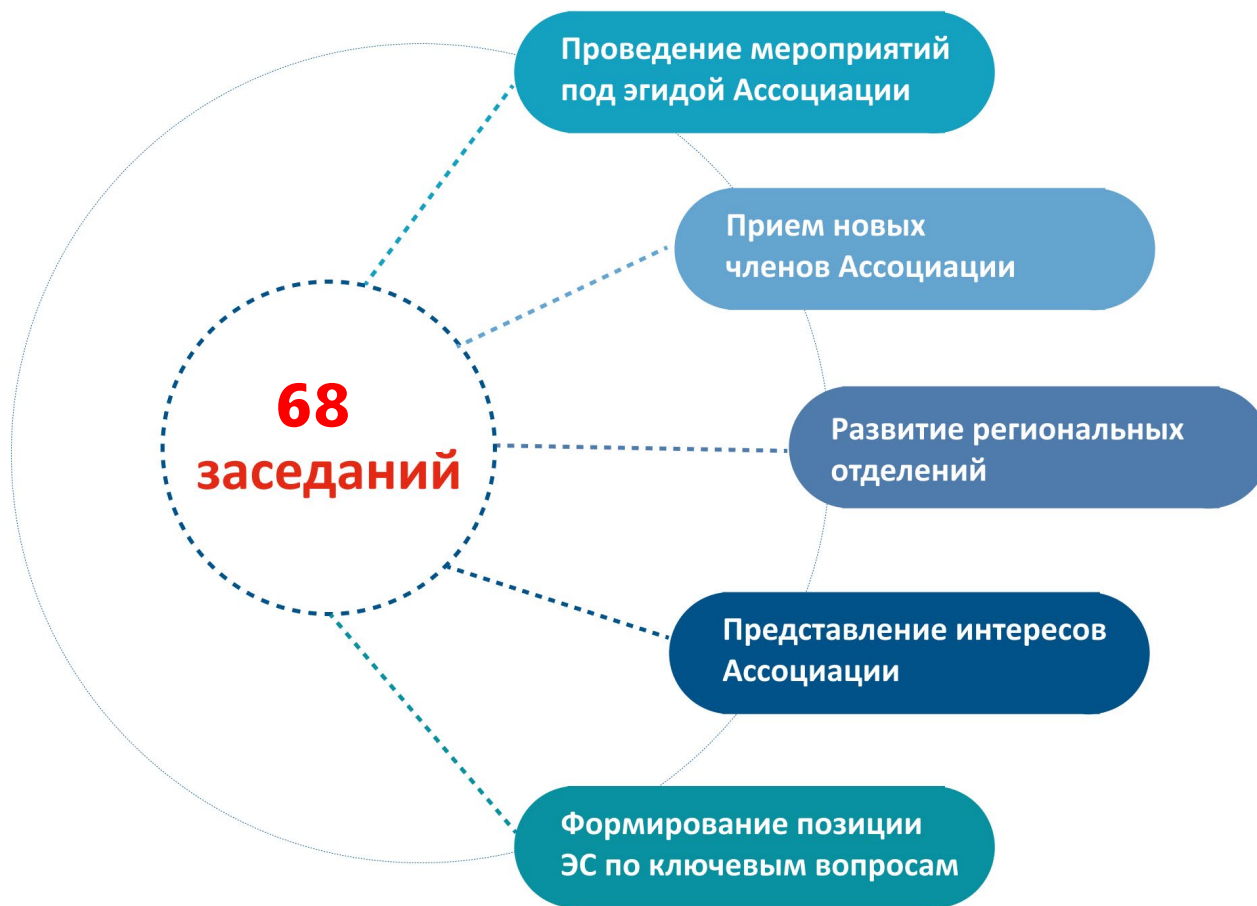 Проведение мероприятий
под эгидой Ассоциации
Прием новых
членов Ассоциации
68
заседаний
Развитие региональных
отделений
Представление интересов
Ассоциации
Формирование позиции
ЭС по ключевым вопросам